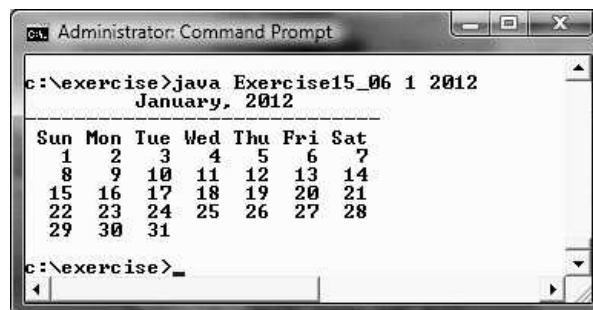 Administrator: Command Prompt
c:\exercise>java Exercise15_06 1 2012
January, 2012
Sun Mon Tue Wed Thu Fri Sat
1 2 3 4 5 6 7
8 9 10 11 12 13 14
15 16 17 18 19 20 21
22 23 24 25 26 27 28
29 30 31
c:\exercise>_